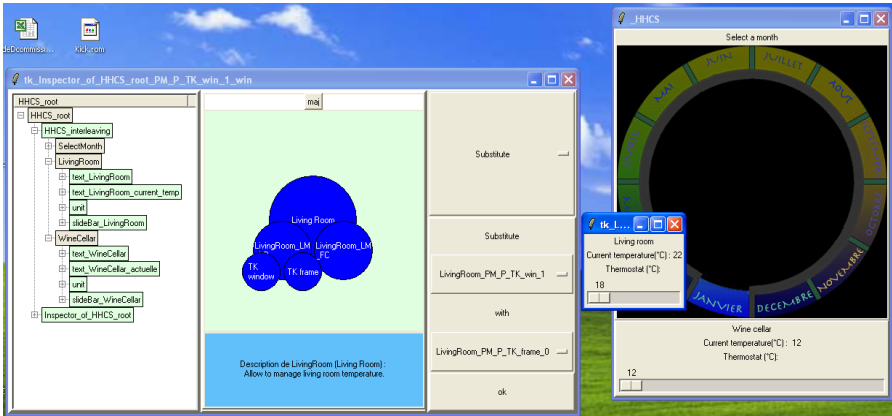 deDcommissi...
Kick.rom
tk_Inspector_of_HHCS_root_PM_P_TK_win_1_win
HHCS_root
HHCS_root
HHCS_interleaving
SelectMonth
LivingRoom
text_LivingRoom
text_LivingRoom_current_temp
unit
slideBar_LivingRoom
WineCellar
text_WineCellar
text_WineCellar_actuelle
unit
slideBar_WineCellar
Inspector_of_HHCS_root
maj
Living Room
LivingRoom_LM
LivingRoom_LM
_FC
TK
window
TK frame
Description de LivingRoom (Living Room) :
Allow to manage living room temperature.
Substitute
Substitute
LivingRoom_PM_P_TK_win_1
with
LivingRoom_PM_P_TK_frame_0
ok
tk_L...
Living room
Current temperature(°C) : 22
Thermostat (°C):
18
_HHCS
Select a month
JANVIER
AVRIL
MAI
JUIN
JUILLET
AOUT
OCTOBRE
NOVEMBRE
DECEMBRE
Wine cellar
Current temperature(°C) : 12
Thermostat (°C):
12